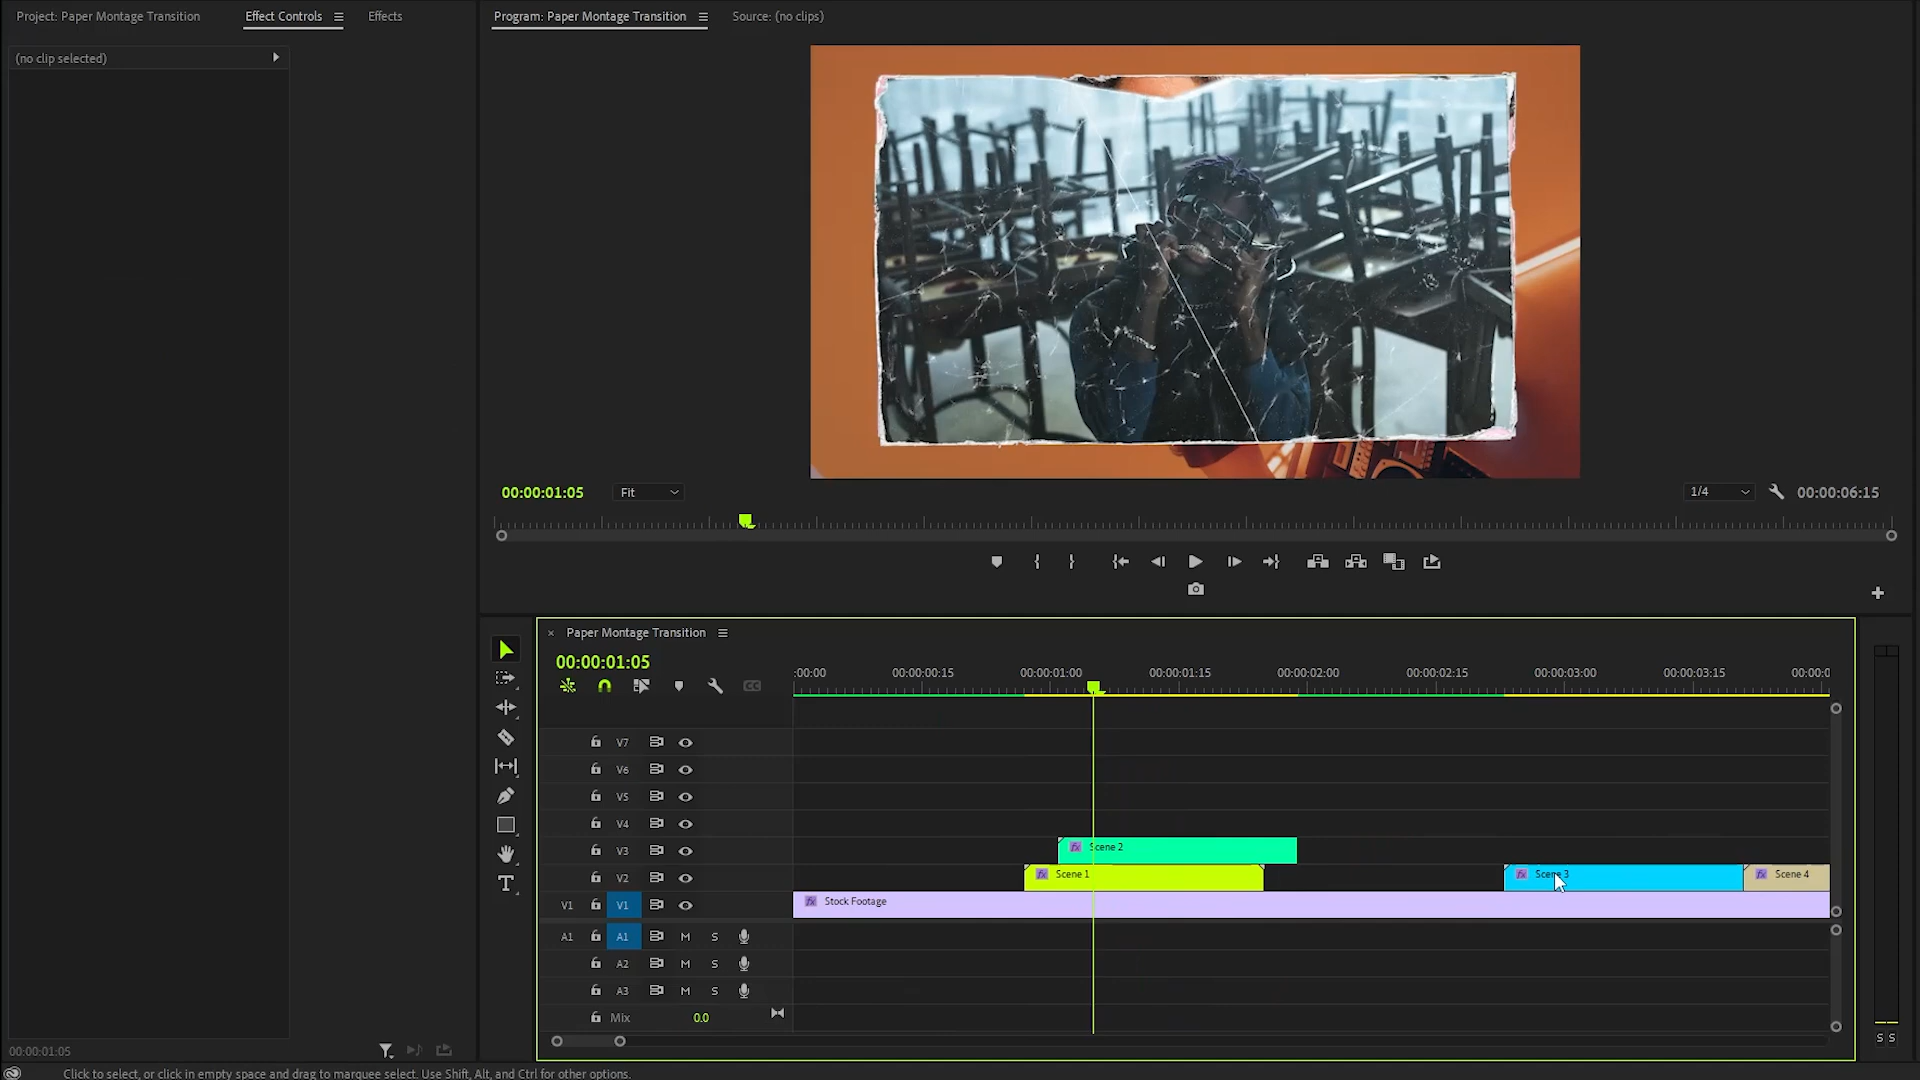 Project: Paper Montage Transition
Effect Controls
Effects
Program: Paper Montage Transition
Source: (no clips)
(no clip selected)
00:00:01:05
Fit
1/4
00:00:06:15
Paper Montage Transition
00:00:01:05
:00:00
00:00:00:15
00:00:01:00
00:00:01:15
00:00:02:00
00:00:02:15
00:00:03:00
00:00:03:15
00:00:0
CC
V7
V6
V5
V4
V3
Scene 2
V2
Scene 1
Scene 3
Scene 4
V1
V1
fx
Stock Footage
A1
A1
M
S
A2
M
S
A3
M
S
Mix
0.0
S S
00:00:01:05
Click to select, or click in empty space and drag to marquee select. Use Shift, Alt, and Ctrl for other options.